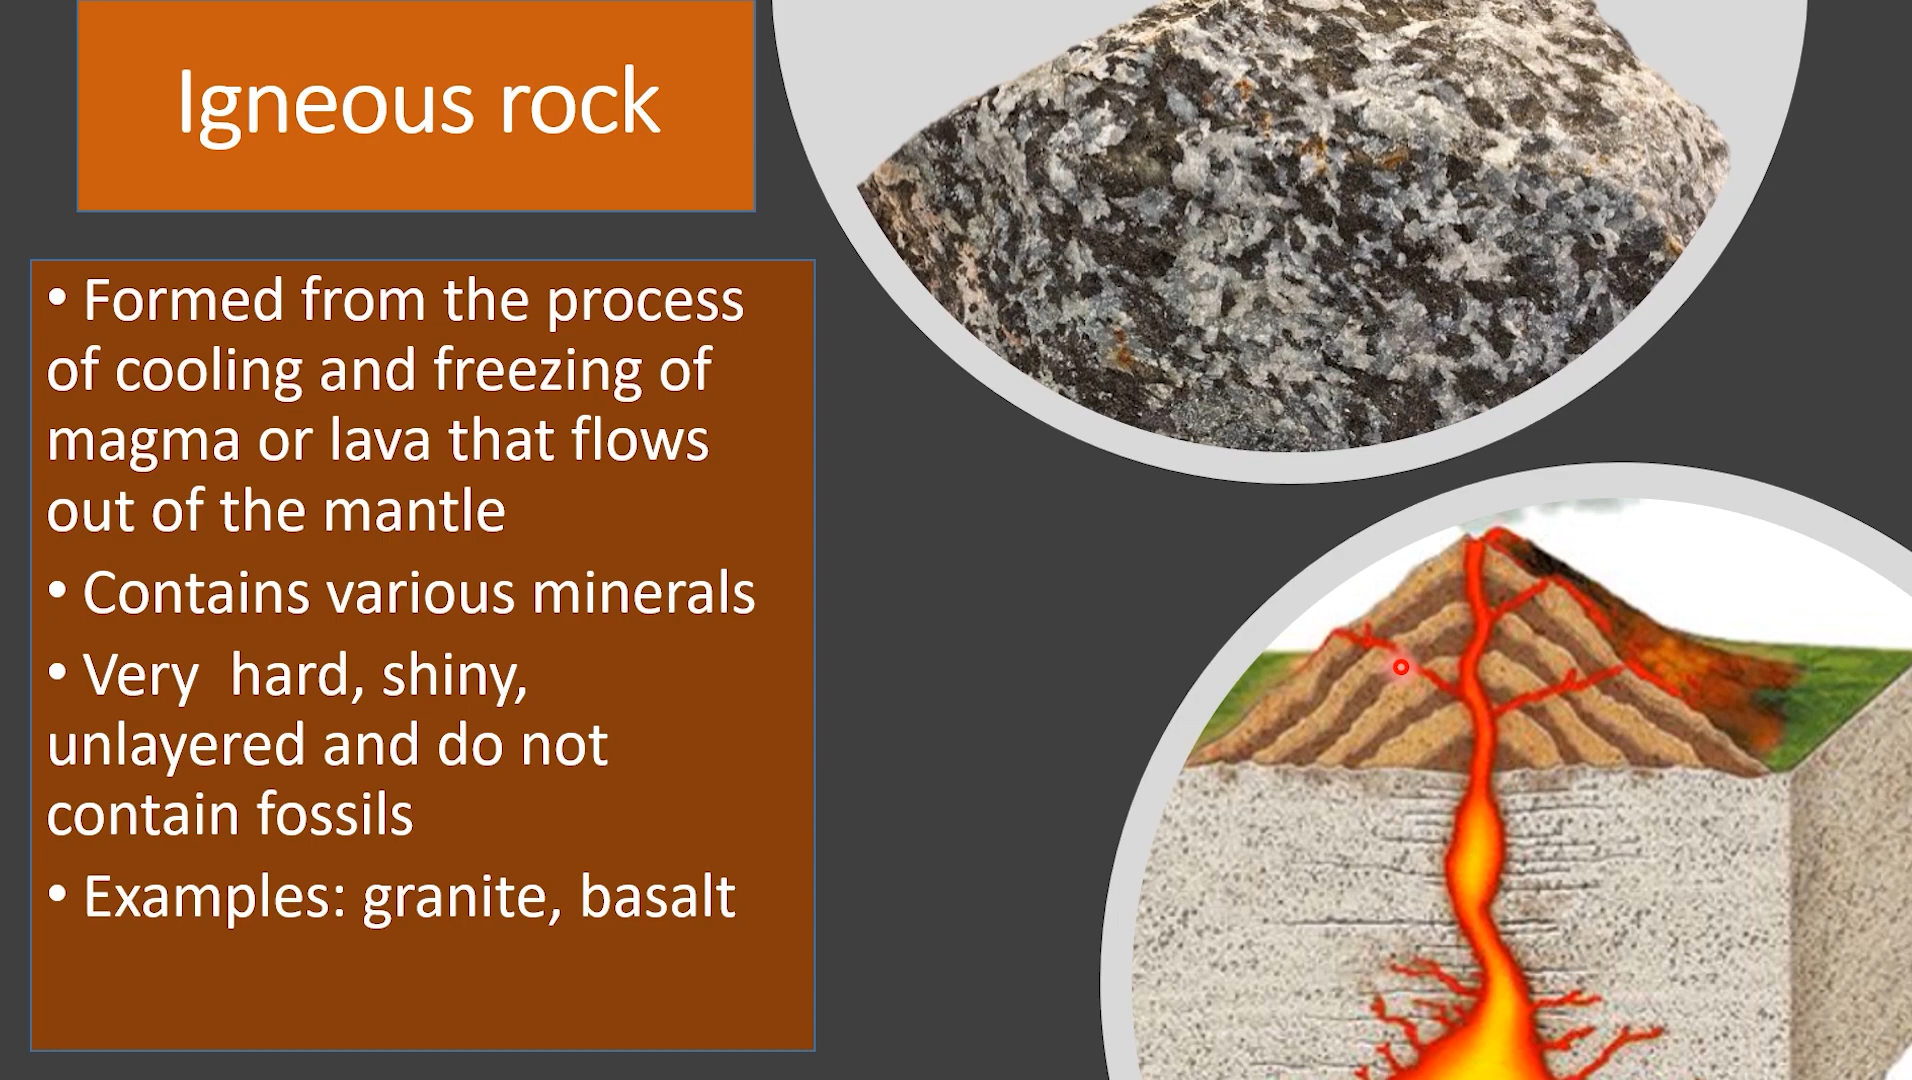 Igneous rock
• Formed from the process
of cooling and freezing of
magma or lava that flows
out of the mantle
• Contains various minerals
• Very  hard, shiny,
unlayered and do not
contain fossils
• Examples: granite, basalt